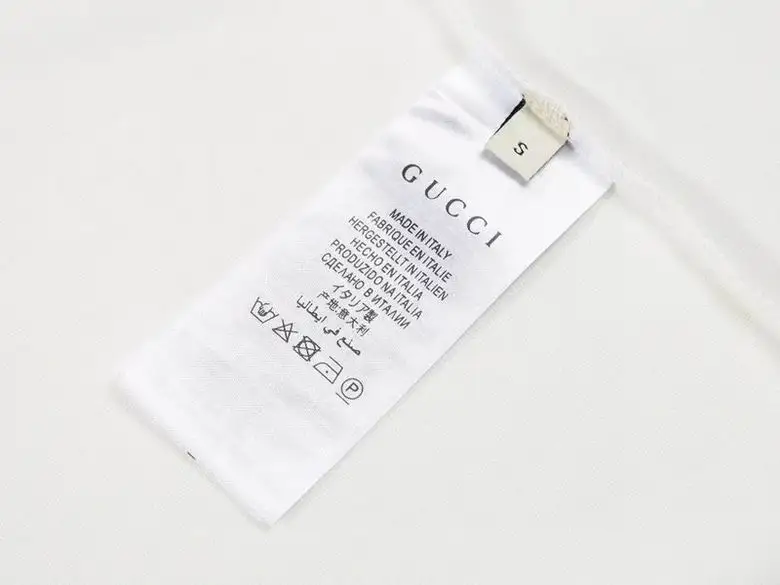 S
GUCCI
MADE IN ITALY
FABRIQUE EN ITALIE
HERGESTELLT IN ITALIEN
HECHO EN ITALIA
PRODUZIDO NA ITALIA
СДЕЛАНО В ИТАЛИИ
イタリア製
产地意大利
صنع في ايطاليا
P